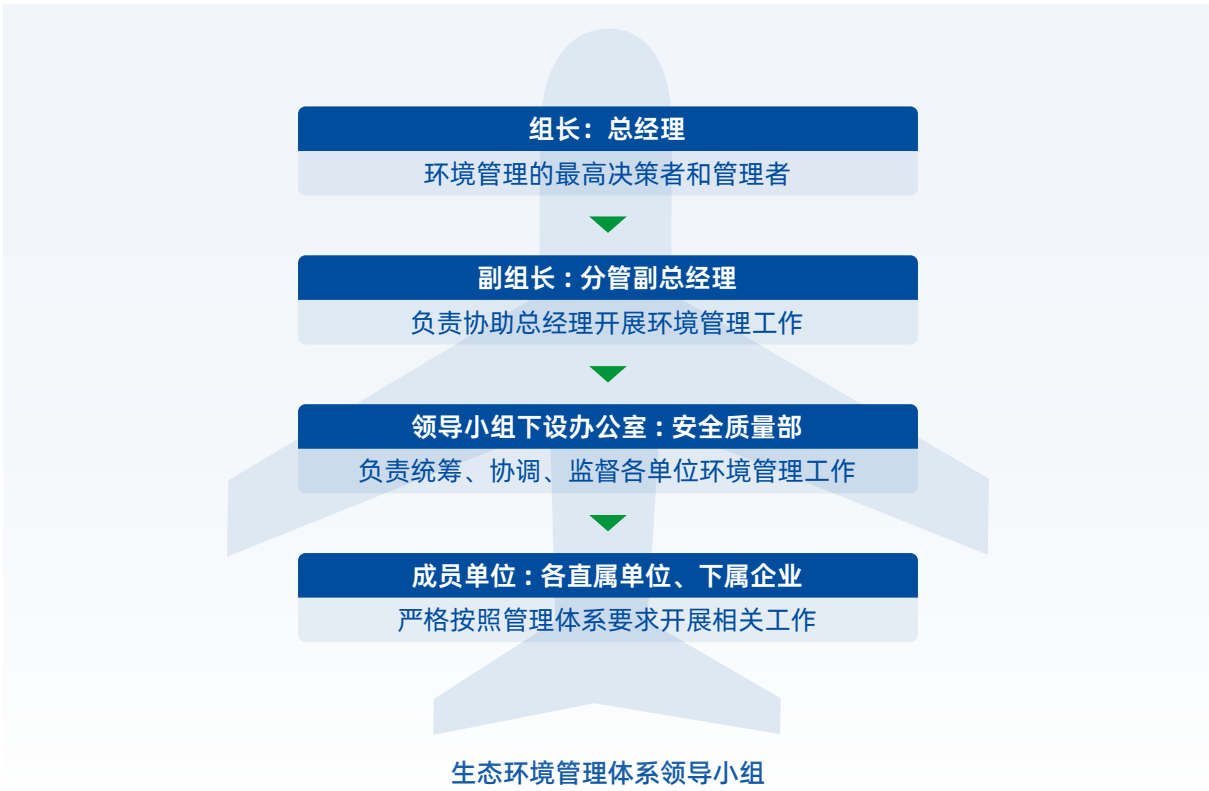 组长：总经理
环境管理的最高决策者和管理者
副组长：分管副总经理
负责协助总经理开展环境管理工作
领导小组下设办公室：安全质量部
负责统筹、协调、监督各单位环境管理工作
成员单位：各直属单位、下属企业
严格按照管理体系要求开展相关工作
生态环境管理体系领导小组